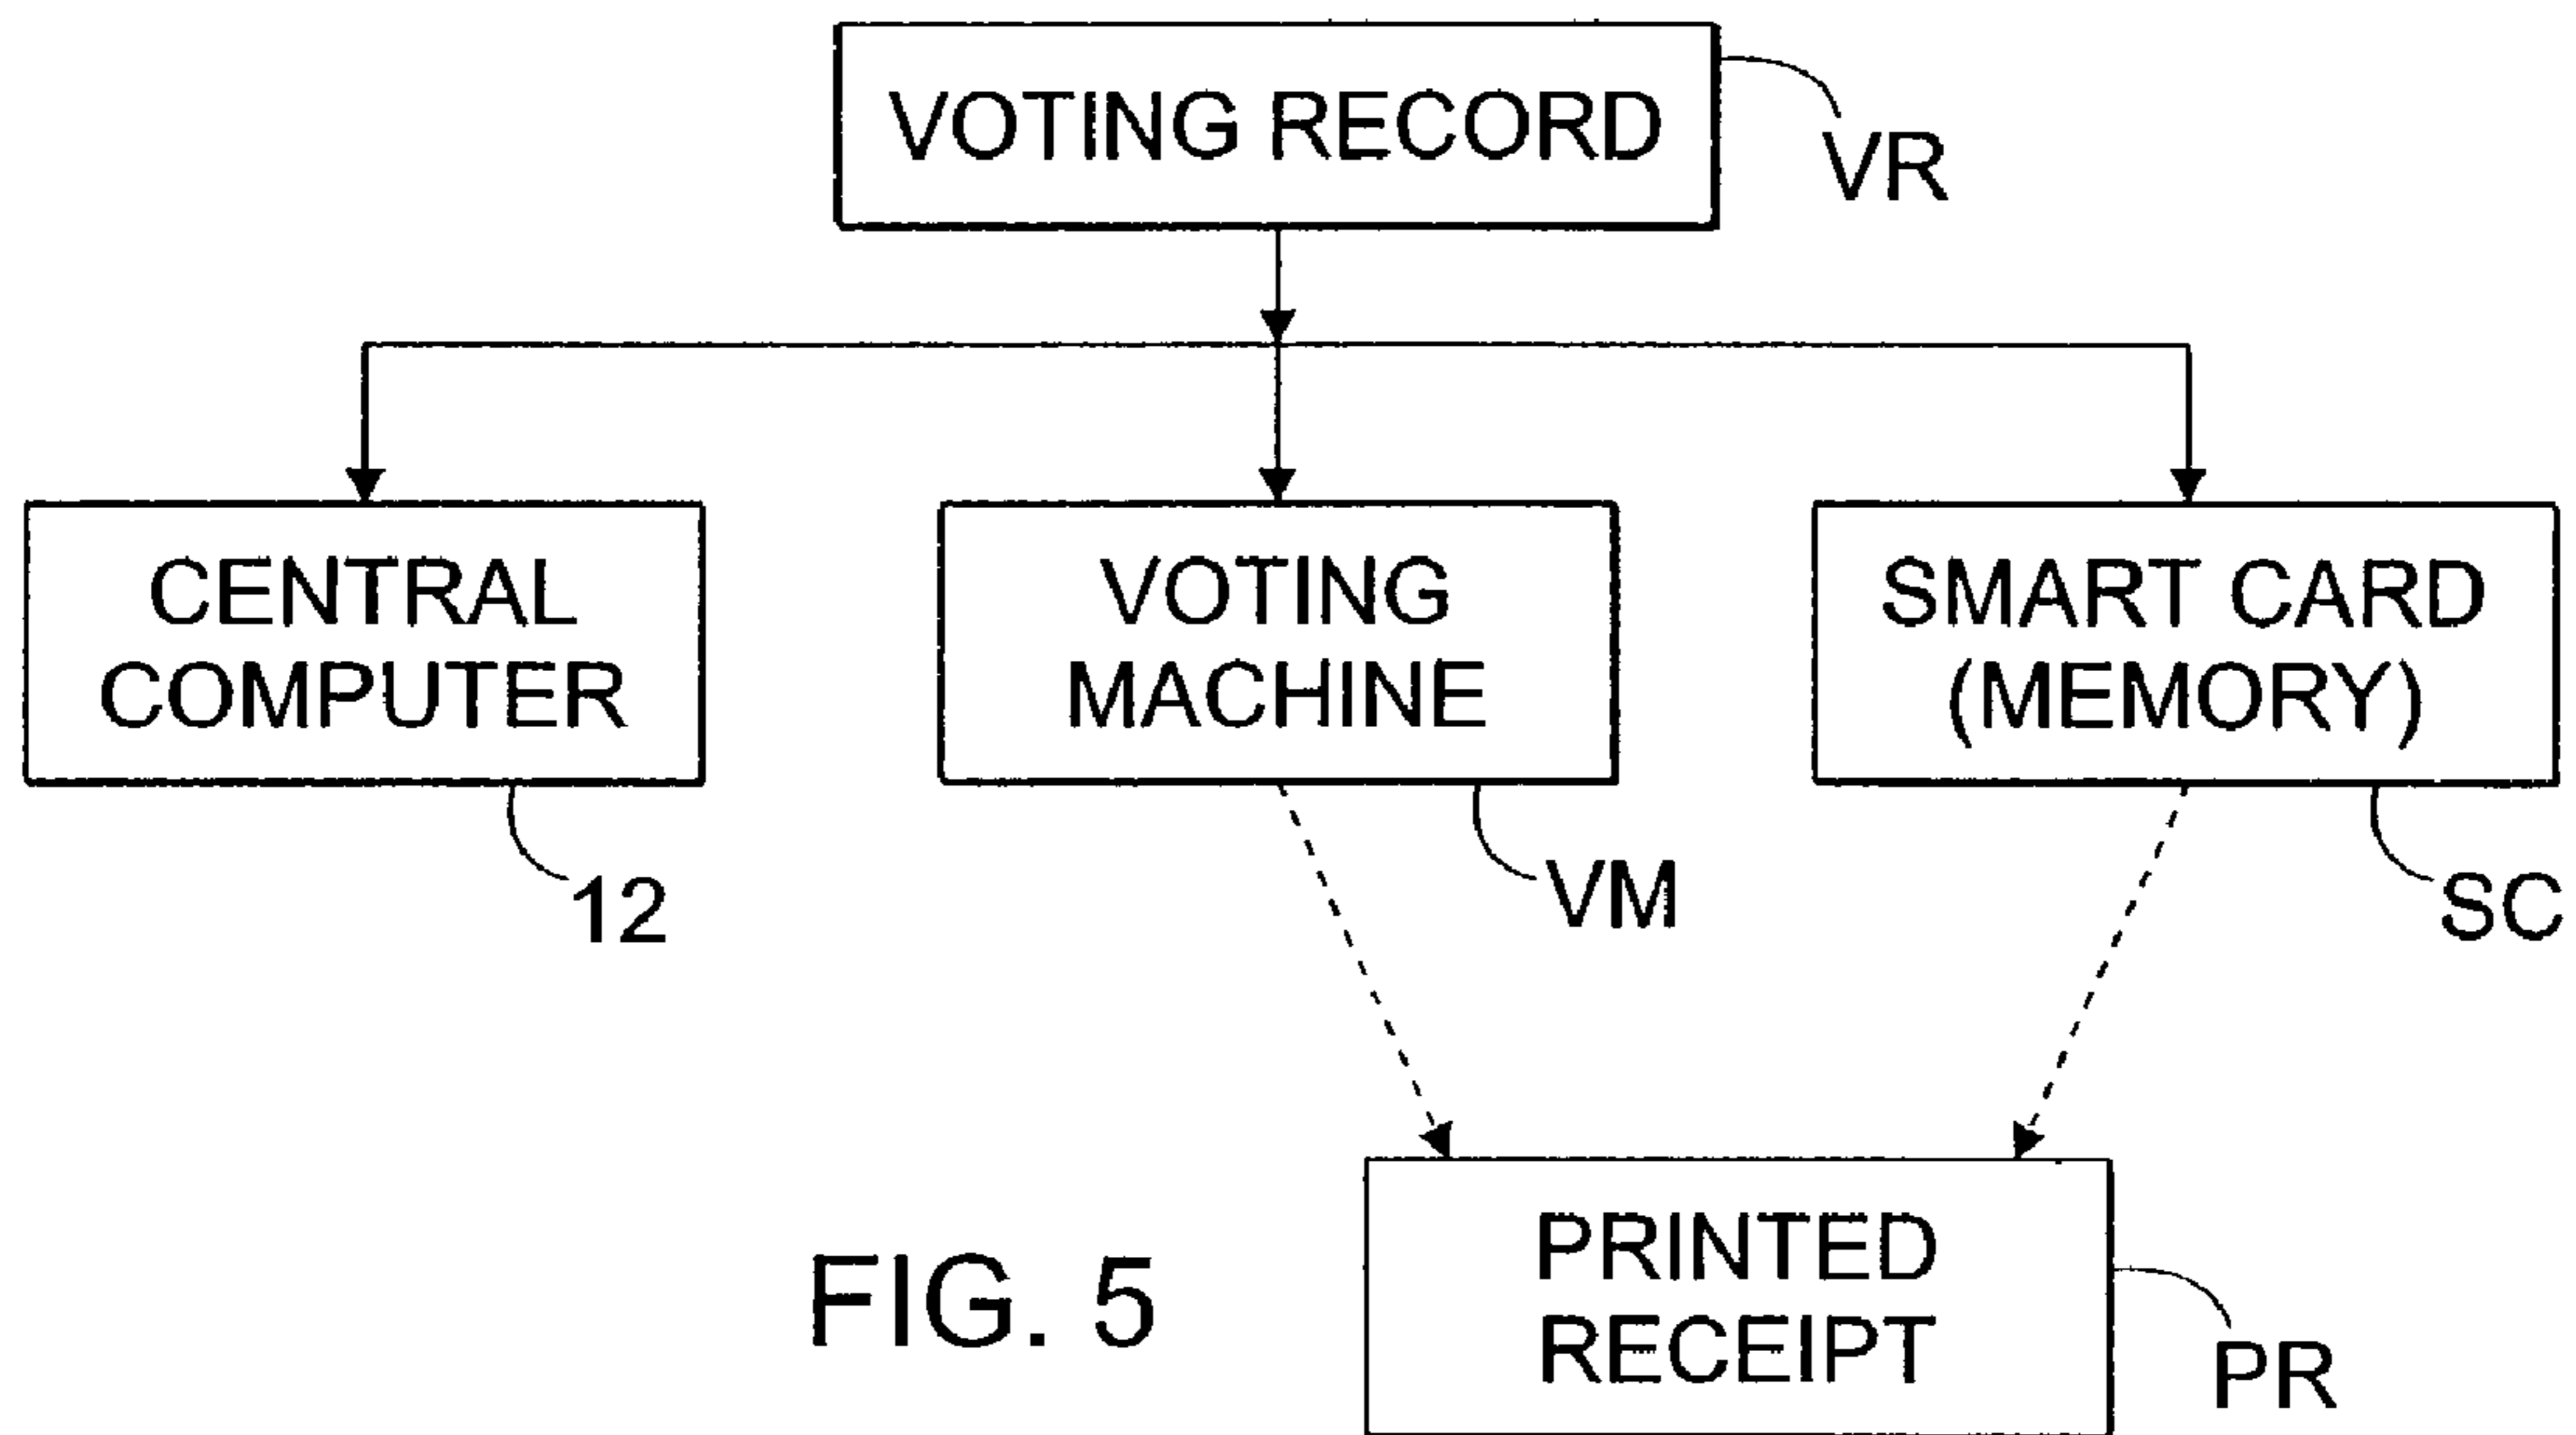 VOTING RECORD
VR
CENTRAL
COMPUTER
12
VOTING
MACHINE
VM
SMART CARD
(MEMORY)
SC
PRINTED
RECEIPT
PR
FIG. 5